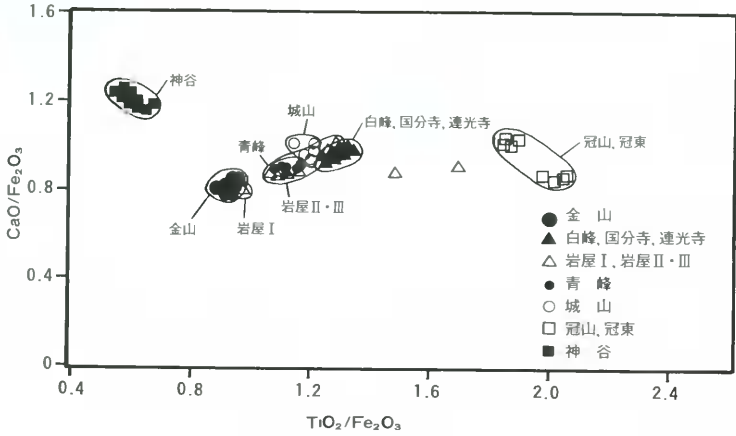 1.6
1.2
0.8
0.4
0
CaO/Fe₂O₃
神谷
城山
白峰、国分寺、蓮光寺
冠山、冠東
青峰
金山
岩屋Ⅰ
岩屋Ⅱ・Ⅲ
金 山
白峰、国分寺、蓮光寺
岩屋Ⅰ、岩屋Ⅱ・Ⅲ
青 峰
城 山
冠山、冠東
神 谷
0.4 0.8 1.2 1.6 2.0 2.4
TiO₂/Fe₂O₃